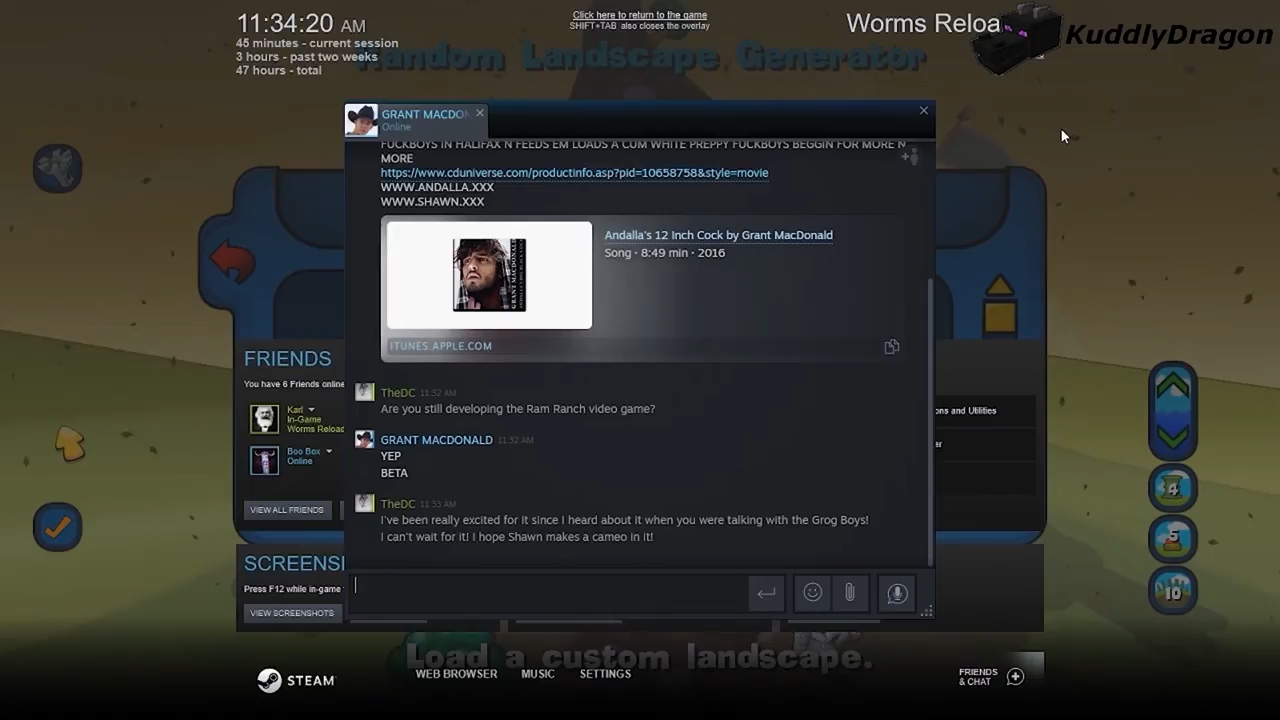 11:34:20 AM
45 minutes - current session
3 hours - past two weeks
47 hours - total
Click here to return to the game
SHIFT+TAB also closes the overlay
Worms Reloa
KuddlyDragon
Random Landscape Generator
GRANT MACDO
Online
FUCKBOYS IN HALIFAX N FEEDS EM LOADS A CUM WHITE PREPPY FUCKBOYS BEGGIN FOR MORE N
MORE
https://www.cduniverse.com/productinfo.asp?pid=10658758&style=movie
WWW.ANDALLA.XXX
WWW.SHAWN.XXX
Andalla's 12 Inch Cock by Grant MacDonald
Song · 8:49 min · 2016
GRANT MACDONALD
ITUNES.APPLE.COM
FRIENDS
You have 6 Friends online
Karl
In-Game
Worms Reload
Boo Box
Online
VIEW ALL FRIENDS
TheDC 11:32 AM
Are you still developing the Ram Ranch video game?
GRANT MACDONALD 11:32 AM
YEP
BETA
TheDC 11:33 AM
I've been really excited for it since I heard about it when you were talking with the Grog Boys!
I can't wait for it! I hope Shawn makes a cameo in it!
ons and Utilities
er
4
5
10
SCREENS
Press F12 while in-game
VIEW SCREENSHOTS
Load a custom landscape.
STEAM
WEB BROWSER
MUSIC
SETTINGS
FRIENDS
& CHAT